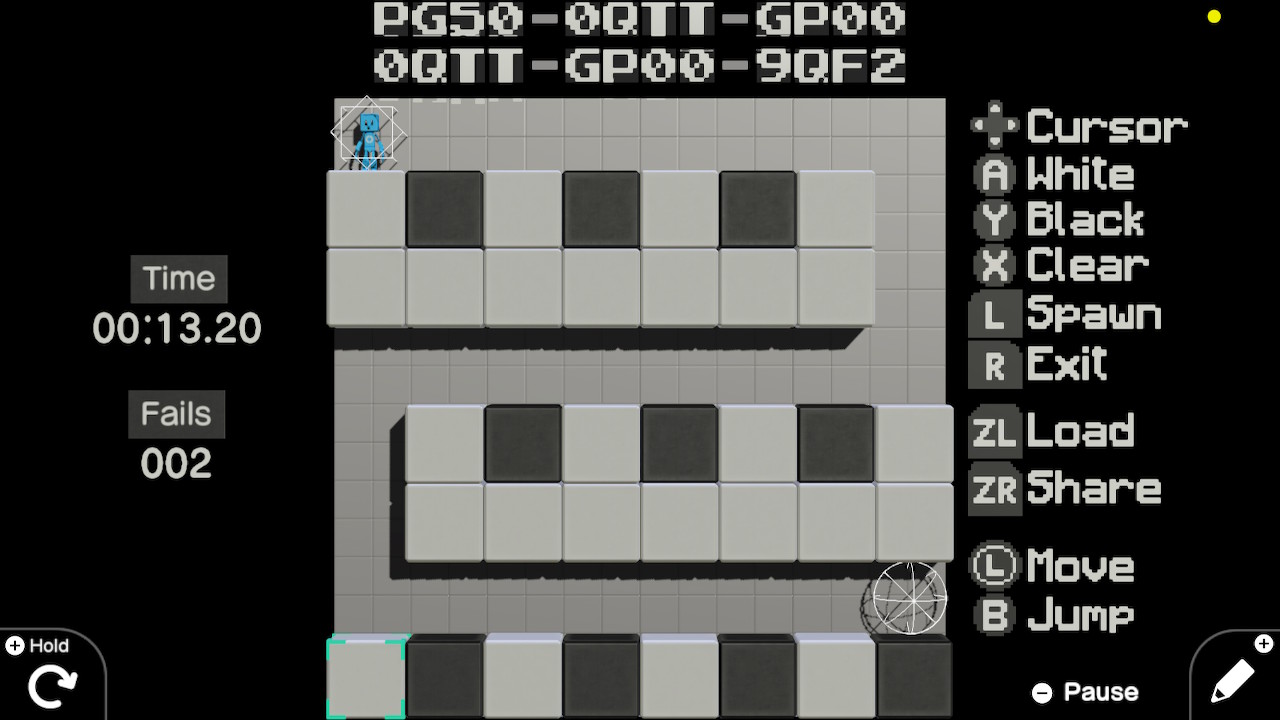 PG50-0QTT-GP00
0QTT-GP00-9QF2
Cursor
A White
Y Black
X Clear
L Spawn
R Exit
ZL Load
ZR Share
L Move
B Jump
Time
00:13.20
Fails
002
+ Hold
- Pause
+